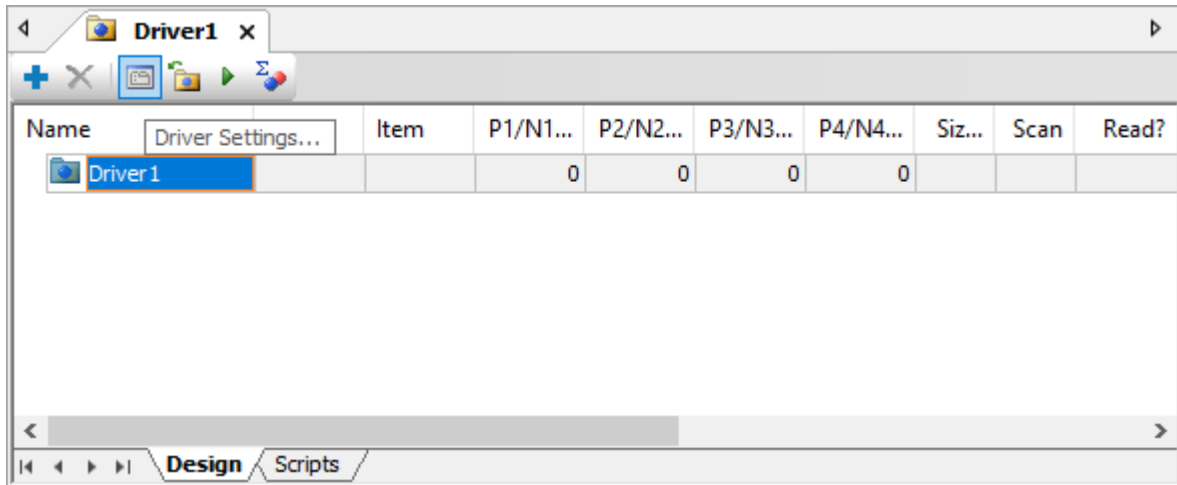 Driver1
Name Item P1/N1... P2/N2... P3/N3... P4/N4... Siz... Scan Read?
Driver Settings...
Driver1 0 0 0 0
Design Scripts